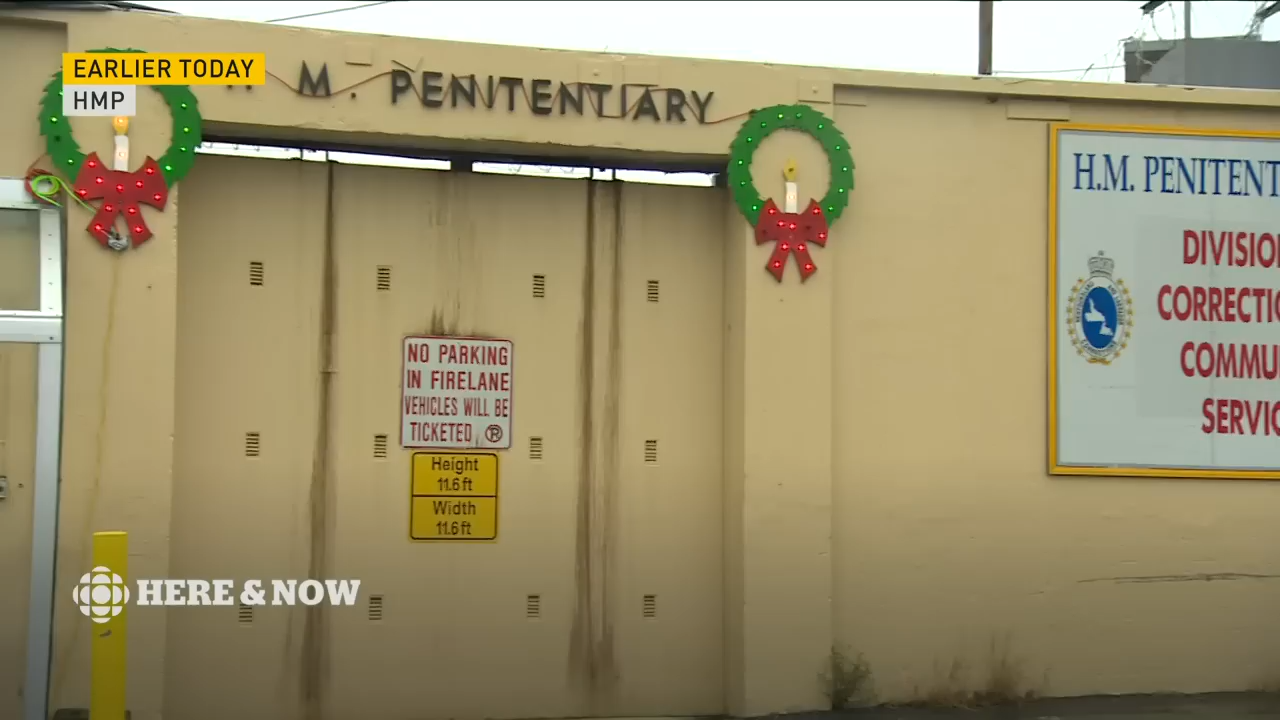 EARLIER TODAY
HMP
M. PENITENTIARY
H.M. PENITENT
DIVISION
CORRECTIO
COMMU
SERVIC
NO PARKING
IN FIRELANE
VEHICLES WILL BE
TICKETED ®
Height
11.6 ft
Width
11.6 ft
HERE & NOW